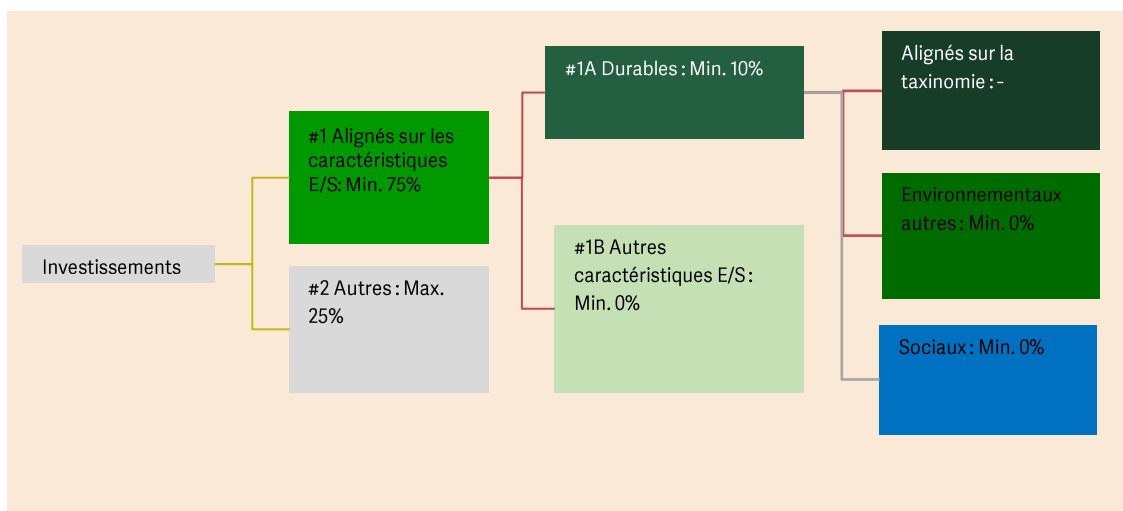 Investissements
#1 Alignés sur les
caractéristiques
E/S: Min. 75%
#2 Autres : Max.
25%
#1A Durables : Min. 10%
#1B Autres
caractéristiques E/S :
Min. 0%
Alignés sur la
taxinomie : -
Environnementaux
autres : Min. 0%
Sociaux : Min. 0%